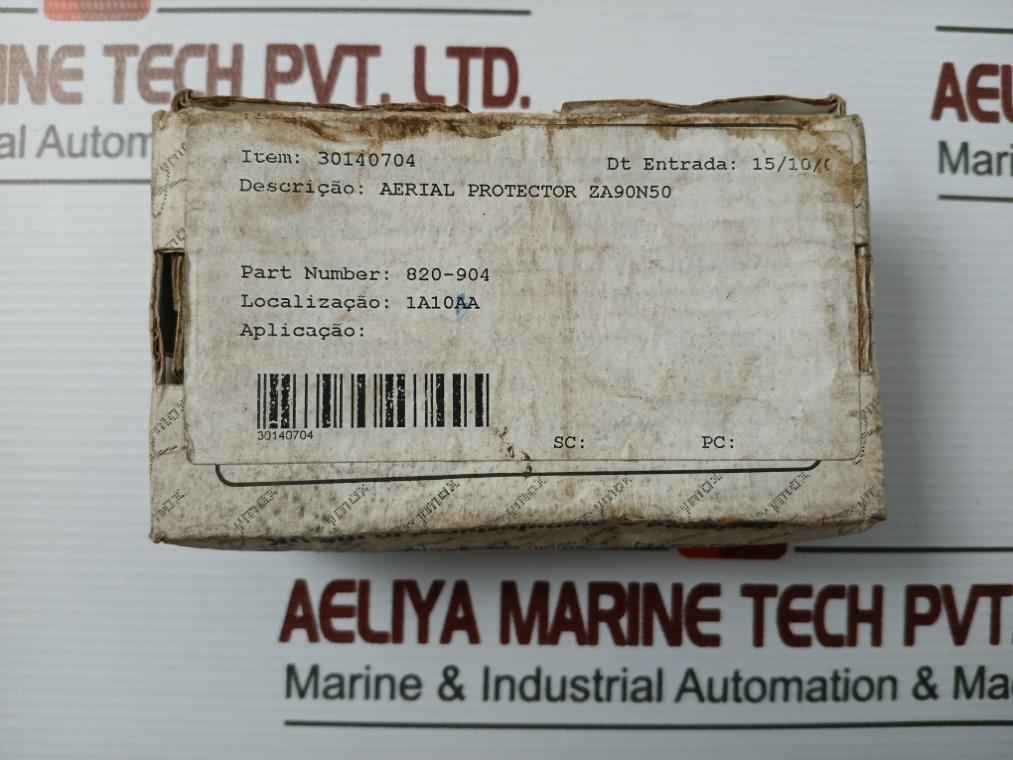 INE TECH PVT. LTD.
al Autom
AEL
Mari
Item: 30140704
Dt Entrada: 15/10/0
Descrição: AERIAL PROTECTOR ZA90N50
Part Number: 820-904
Localização: 1A10AA
Aplicação:
30140704
SC:
PC:
AELIYA MARINE TECH PVT.
Marine & Industrial Automation & Ma